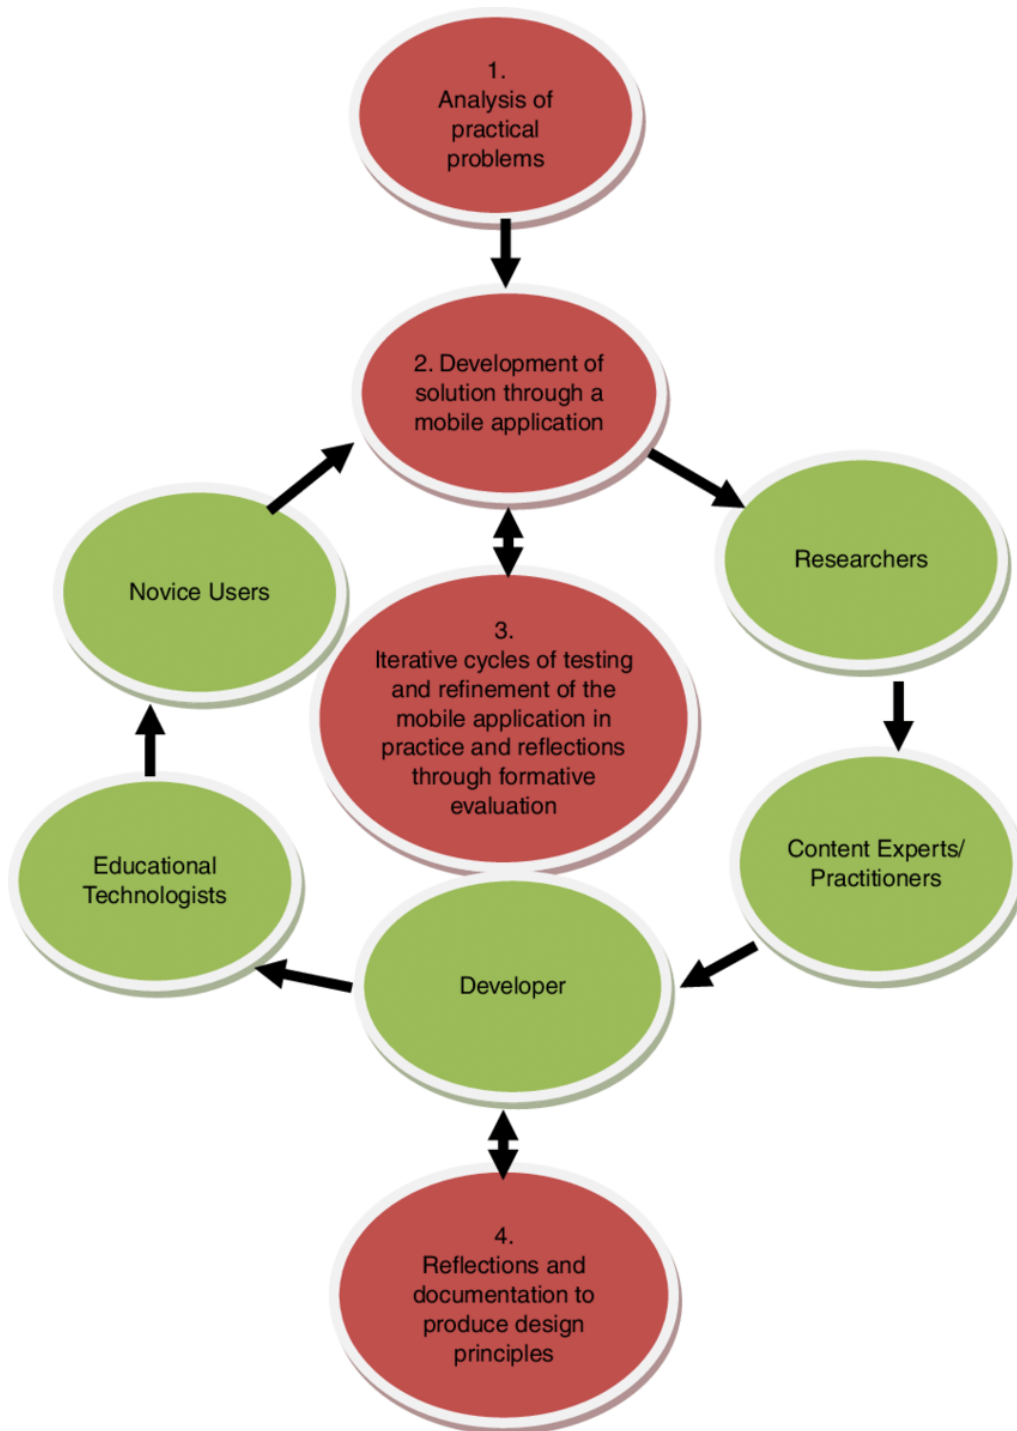 1.
Analysis of
practical
problems
2. Development of
solution through a
mobile application
Researchers
Novice Users
3.
Iterative cycles of testing
and refinement of the
mobile application in
practice and reflections
through formative
evaluation
Content Experts/
Practitioners
Educational
Technologists
Developer
4.
Reflections and
documentation to
produce design
principles